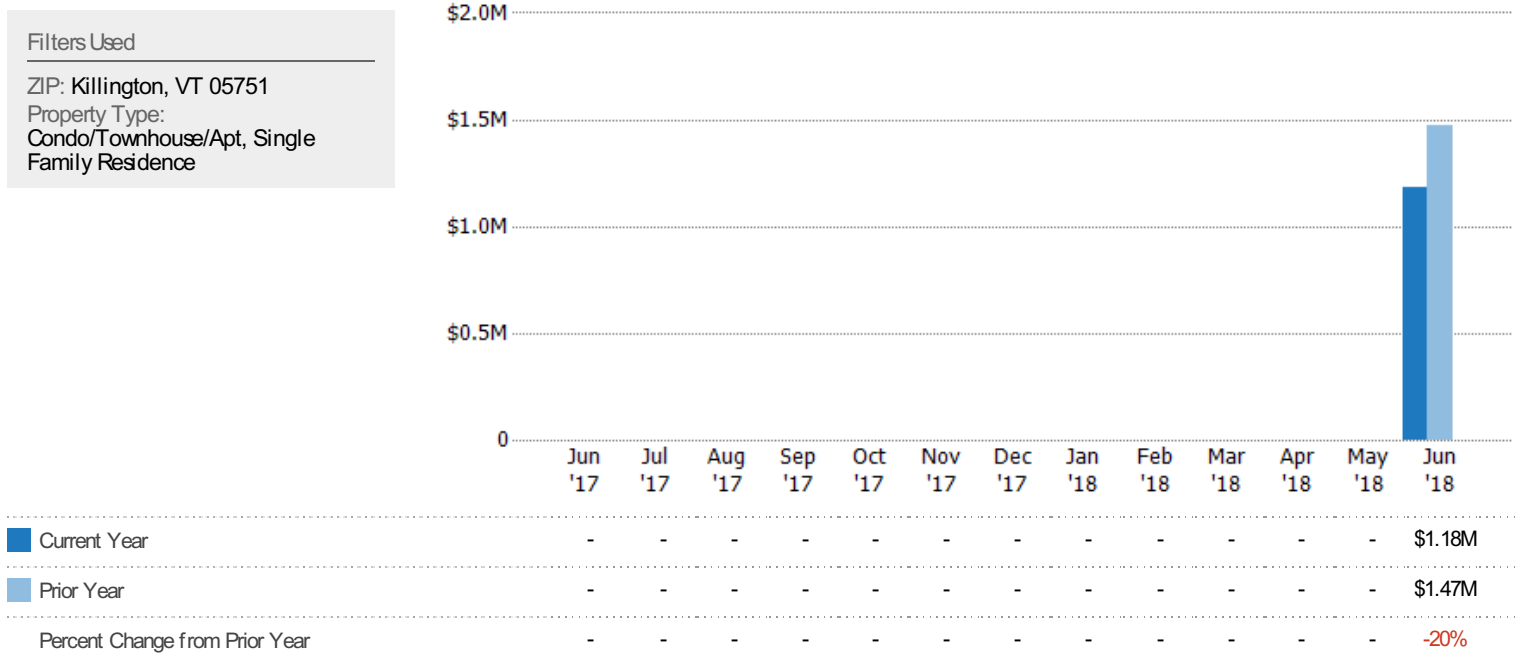 Filters Used
ZIP: Killington, VT 05751
Property Type:
Condo/Townhouse/Apt, Single
Family Residence
$2.0M
$1.5M
$1.0M
$0.5M
0
Jun Jul Aug Sep Oct Nov Dec Jan Feb Mar Apr May Jun
'17 '17 '17 '17 '17 '17 '17 '18 '18 '18 '18 '18 '18
Current Year - - - - - - - - - - - - $1.18M
Prior Year - - - - - - - - - - - - $1.47M
Percent Change from Prior Year - - - - - - - - - - - - -20%